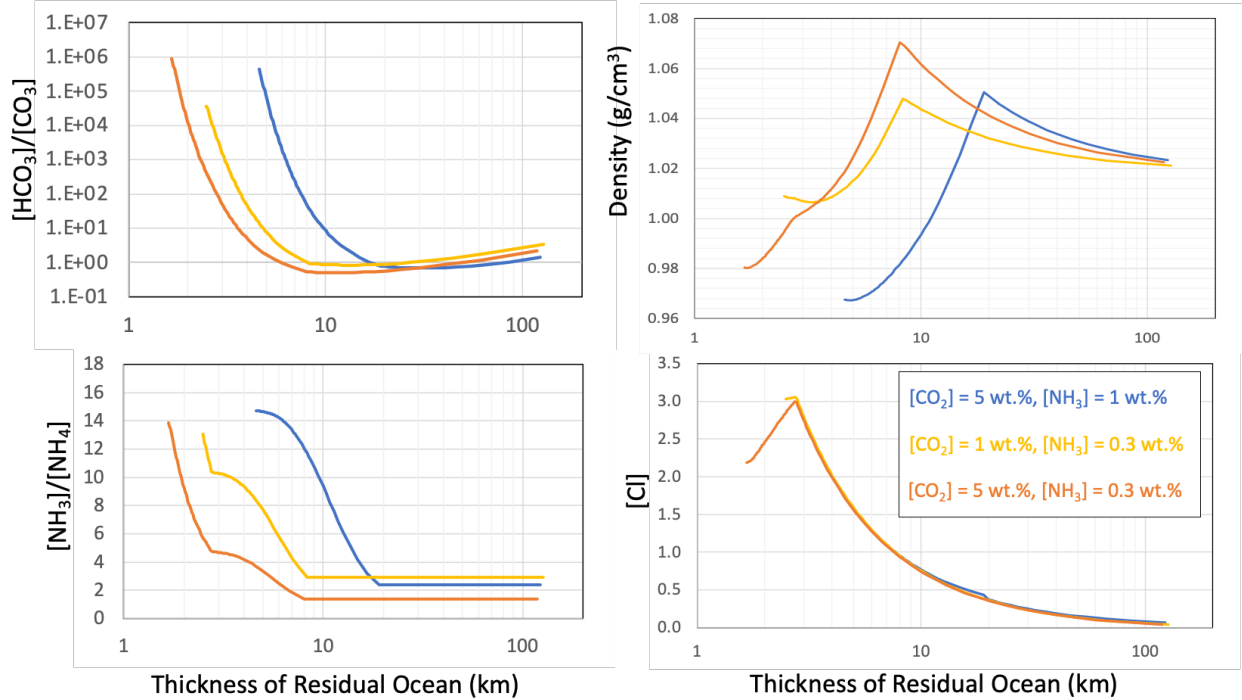 [HCO₃]/[CO₃]
1.E+07
1.E+06
1.E+05
1.E+04
1.E+03
1.E+02
1.E+01
1.E+00
1.E-01
1 10 100
Density (g/cm³)
1.08
1.06
1.04
1.02
1.00
0.98
0.96
1 10 100
[NH₃]/[NH₄]
18
16
14
12
10
8
6
4
2
0
1 10 100
Thickness of Residual Ocean (km)
[Cl]
3.5
3.0
2.5
2.0
1.5
1.0
0.5
0.0
[CO₂] = 5 wt.%, [NH₃] = 1 wt.%
[CO₂] = 1 wt.%, [NH₃] = 0.3 wt.%
[CO₂] = 5 wt.%, [NH₃] = 0.3 wt.%
1 10 100
Thickness of Residual Ocean (km)